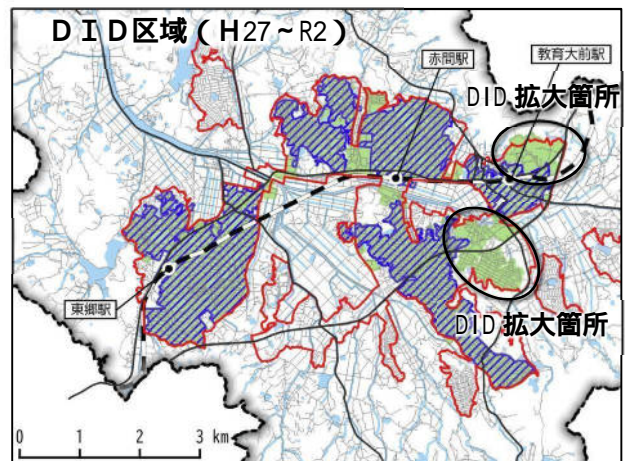 DID区域(H27~R2)
赤間駅
教育大前駅
DID拡大箇所
東郷駅
DID拡大箇所
0 1 2 3 km